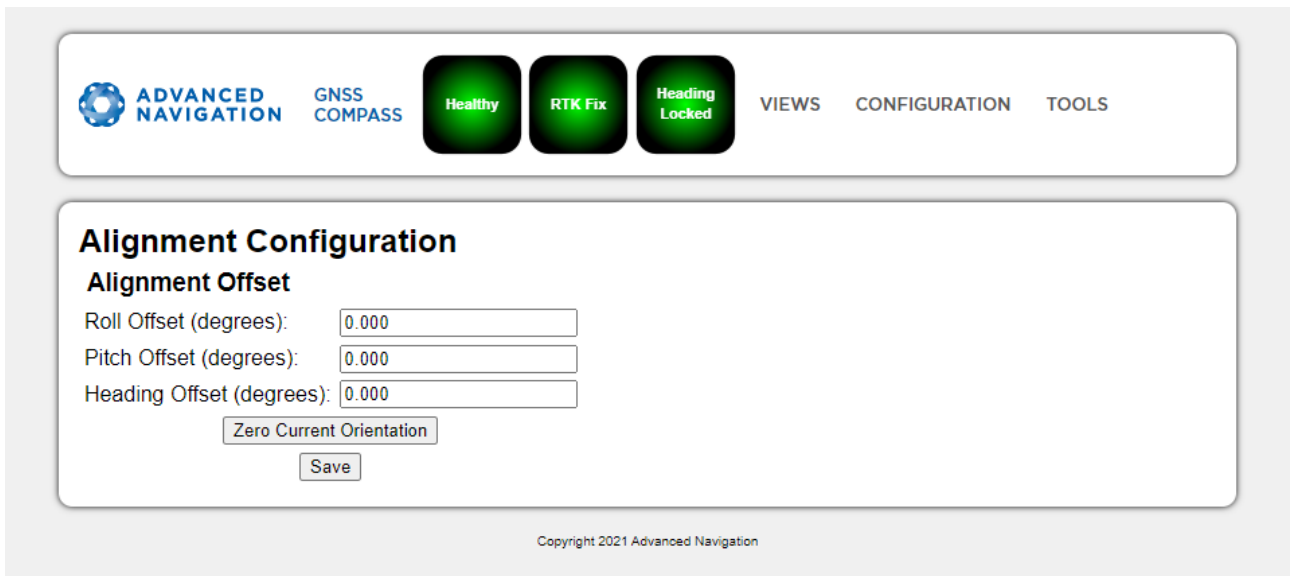 ADVANCED
NAVIGATION
GNSS
COMPASS
Healthy
RTK Fix
Heading
Locked
VIEWS
CONFIGURATION
TOOLS
Alignment Configuration
Alignment Offset
Roll Offset (degrees): 0.000
Pitch Offset (degrees): 0.000
Heading Offset (degrees): 0.000
Zero Current Orientation
Save
Copyright 2021 Advanced Navigation